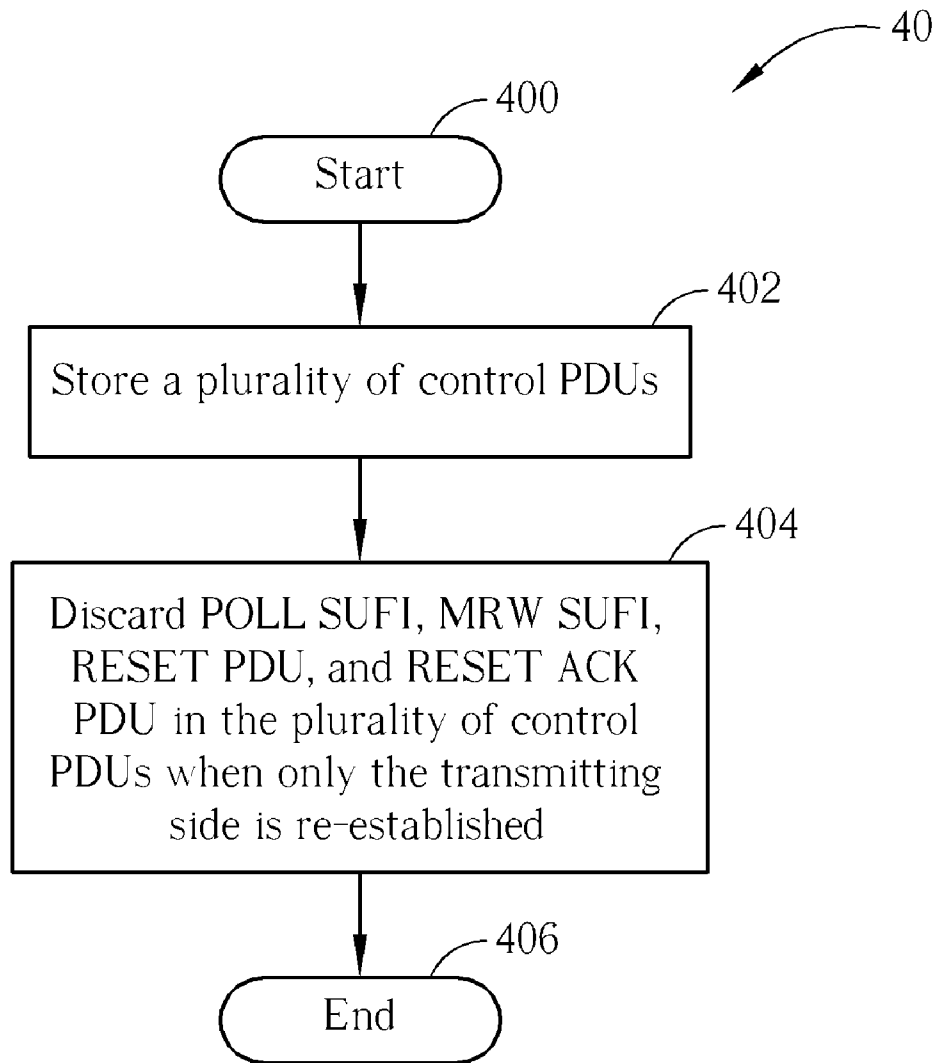 40
400
Start
402
Store a plurality of control PDUs
404
Discard POLL SUFI, MRW SUFI,
RESET PDU, and RESET ACK
PDU in the plurality of control
PDUs when only the transmitting
side is re-established
406
End